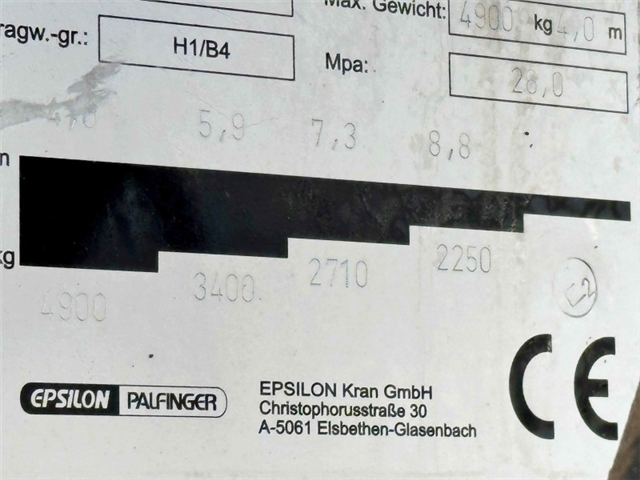 Max. Gewicht: 4900 kg 4,0 m
ragw.-gr.: H1/B4
Mpa: 26,0
5,9 7,3 8,8
kg
4900 3400 2710 2250
EPSILON PALFINGER
EPSILON Kran GmbH
Christophorusstraße 30
A-5061 Elsbethen-Glasenbach
CE